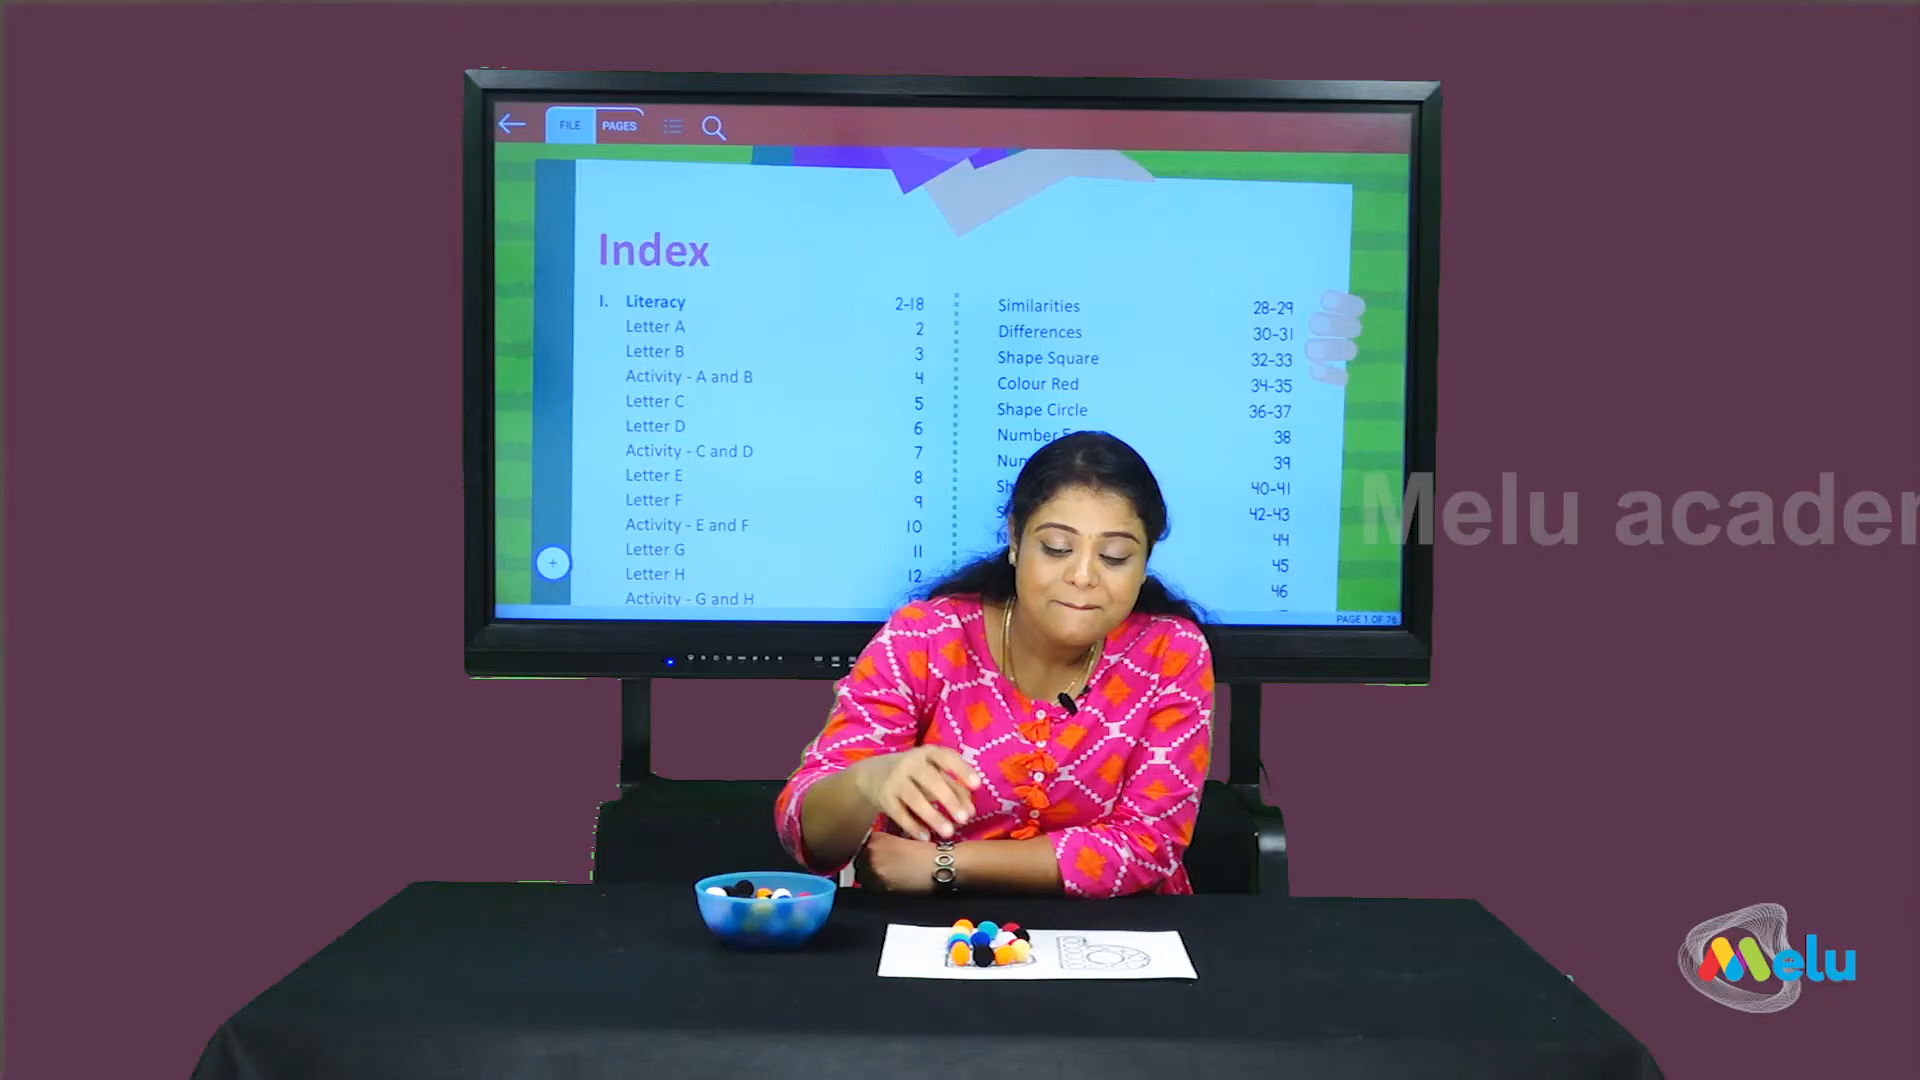 FILE PAGES
Index
I. Literacy 2-18
Letter A 2
Letter B 3
Activity - A and B 4
Letter C 5
Letter D 6
Activity - C and D 7
Letter E 8
Letter F 9
Activity - E and F 10
Letter G 11
Letter H 12
Activity - G and H
Similarities 28-29
Differences 30-31
Shape Square 32-33
Colour Red 34-35
Shape Circle 36-37
Number 38
39
40-41
42-43
44
45
46
PAGE 1 OF 76
Melu academ
Melu
b